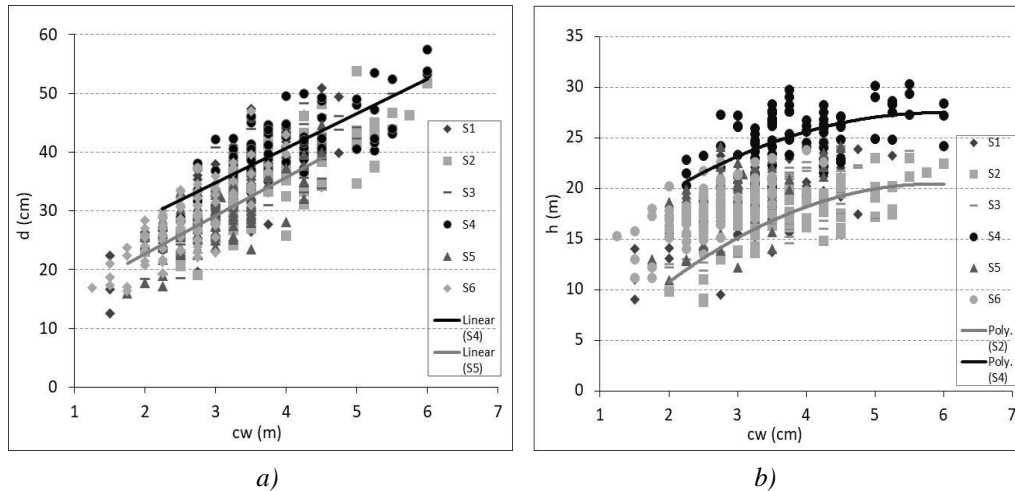 60
50
40
30
20
10
0
d (cm)
1 2 3 4 5 6 7
cw (m)
S1
S2
S3
S4
S5
S6
Linear
(S4)
Linear
(S5)
a)
35
30
25
20
15
10
5
0
h (m)
1 2 3 4 5 6 7
cw (cm)
S1
S2
S3
S4
S5
S6
Poly.
(S2)
Poly.
(S4)
b)